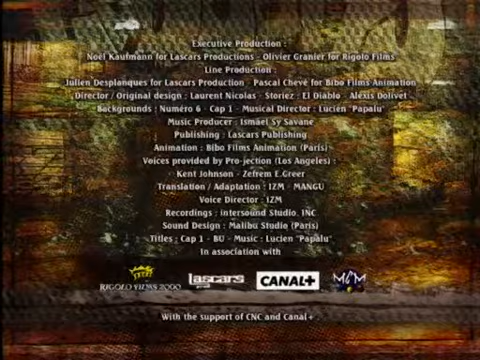 Executive Production :
Noël Kaufmann for Lascars Productions - Olivier Granier for Rigolo Films
Line Production :
Julien Desplanques for Lascars Production - Pascal Chevé for Bibo Films Animation
Director / Original design : Laurent Nicolas - Storiez : El Diablo - Alexis Dolivet
Backgrounds : Numéro 6 - Cap 1 - Musical Director : Lucien "Papalu"
Music Producer : Ismaël Sy Savane
Publishing : Lascars Publishing
Animation : Bibo Films Animation (Paris)
Voices provided by Pro-jection (Los Angeles) :
Kent Johnson - Zefrem E.Greer
Translation / Adaptation : IZM - MANGU
Voice Director : IZM
Recordings : intersound Studio. INC
Sound Design : Malibu Studio (Paris)
Titles : Cap 1 - BU - Music : Lucien "Papalu"
In association with
RIGOLO FILMS 2000 Lascars CANAL+ MCM
With the support of CNC and Canal+ .